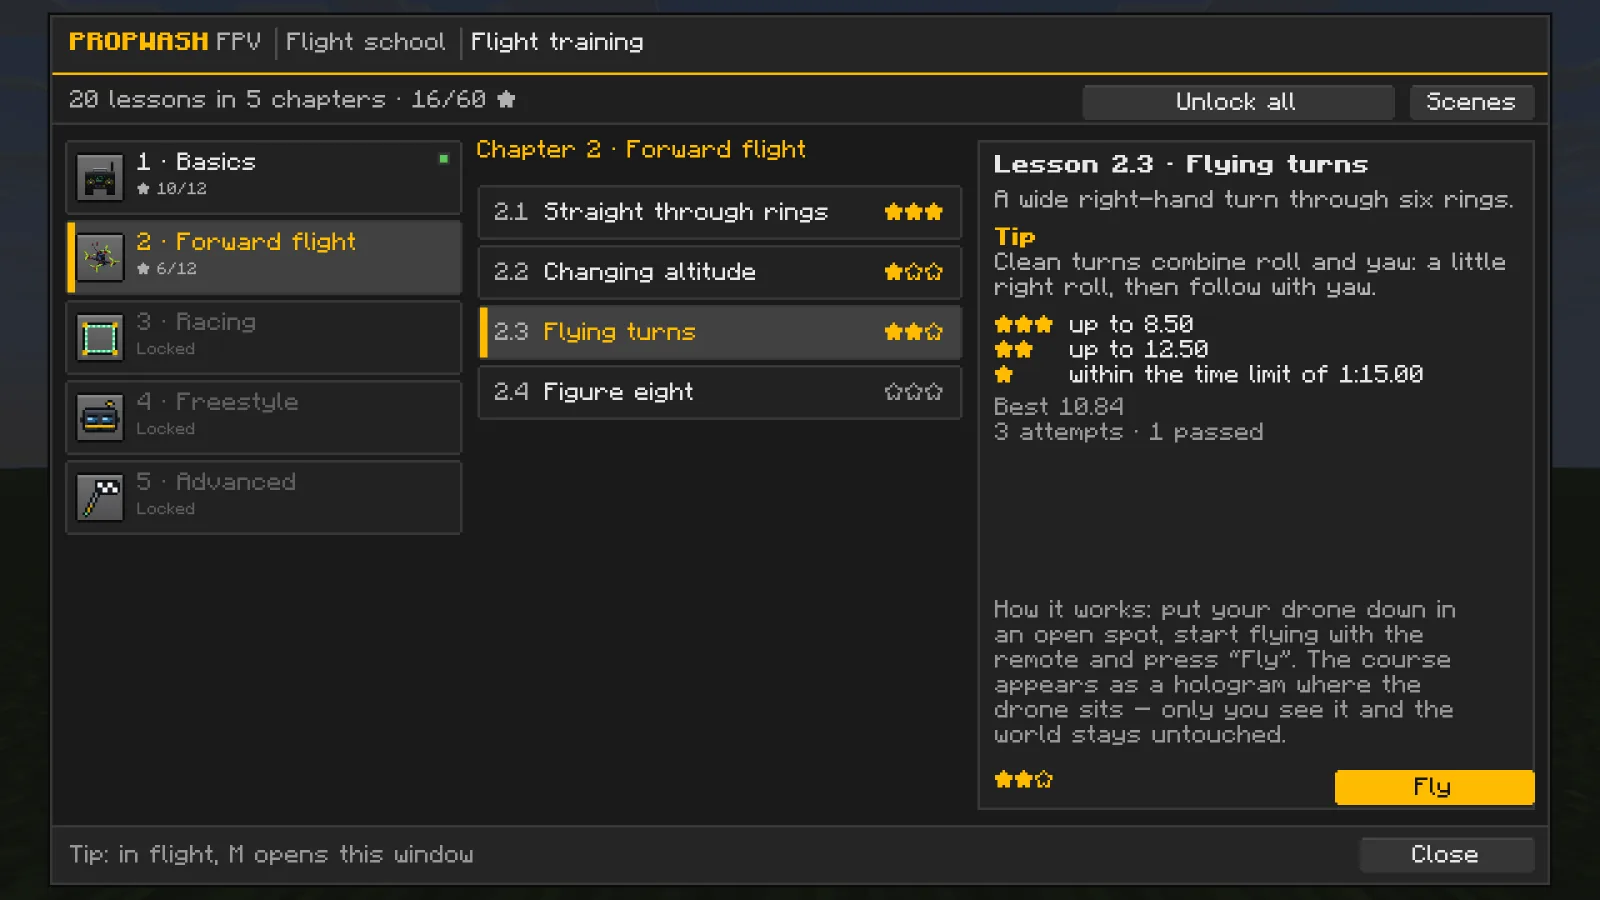 PROPWASH FPV | Flight school | Flight training
20 lessons in 5 chapters · 16/60 ★
Unlock all
Scenes
1 · Basics
★ 10/12
2 · Forward flight
★ 6/12
3 · Racing
Locked
4 · Freestyle
Locked
5 · Advanced
Locked
Chapter 2 · Forward flight
2.1 Straight through rings ★★★
2.2 Changing altitude ★☆☆
2.3 Flying turns ★★☆
2.4 Figure eight ☆☆☆
Lesson 2.3 · Flying turns
A wide right-hand turn through six rings.
Tip
Clean turns combine roll and yaw: a little
right roll, then follow with yaw.
★★★ up to 8.50
★★ up to 12.50
★ within the time limit of 1:15.00
Best 10.84
3 attempts · 1 passed
How it works: put your drone down in
an open spot, start flying with the
remote and press “Fly”. The course
appears as a hologram where the
drone sits – only you see it and the
world stays untouched.
★★☆
Fly
Tip: in flight, M opens this window
Close